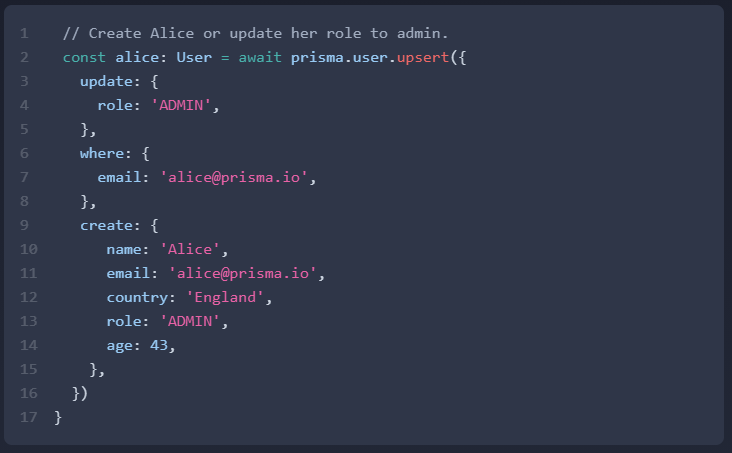 1 // Create Alice or update her role to admin.
2 const alice: User = await prisma.user.upsert({
3 update: {
4 role: 'ADMIN',
5 },
6 where: {
7 email: 'alice@prisma.io',
8 },
9 create: {
10 name: 'Alice',
11 email: 'alice@prisma.io',
12 country: 'England',
13 role: 'ADMIN',
14 age: 43,
15 },
16 })
17 }